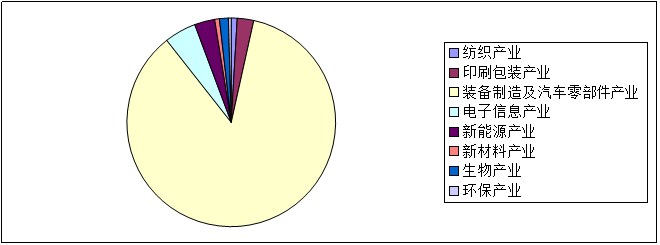 纺织产业
印刷包装产业
装备制造及汽车零部件产业
电子信息产业
新能源产业
新材料产业
生物产业
环保产业